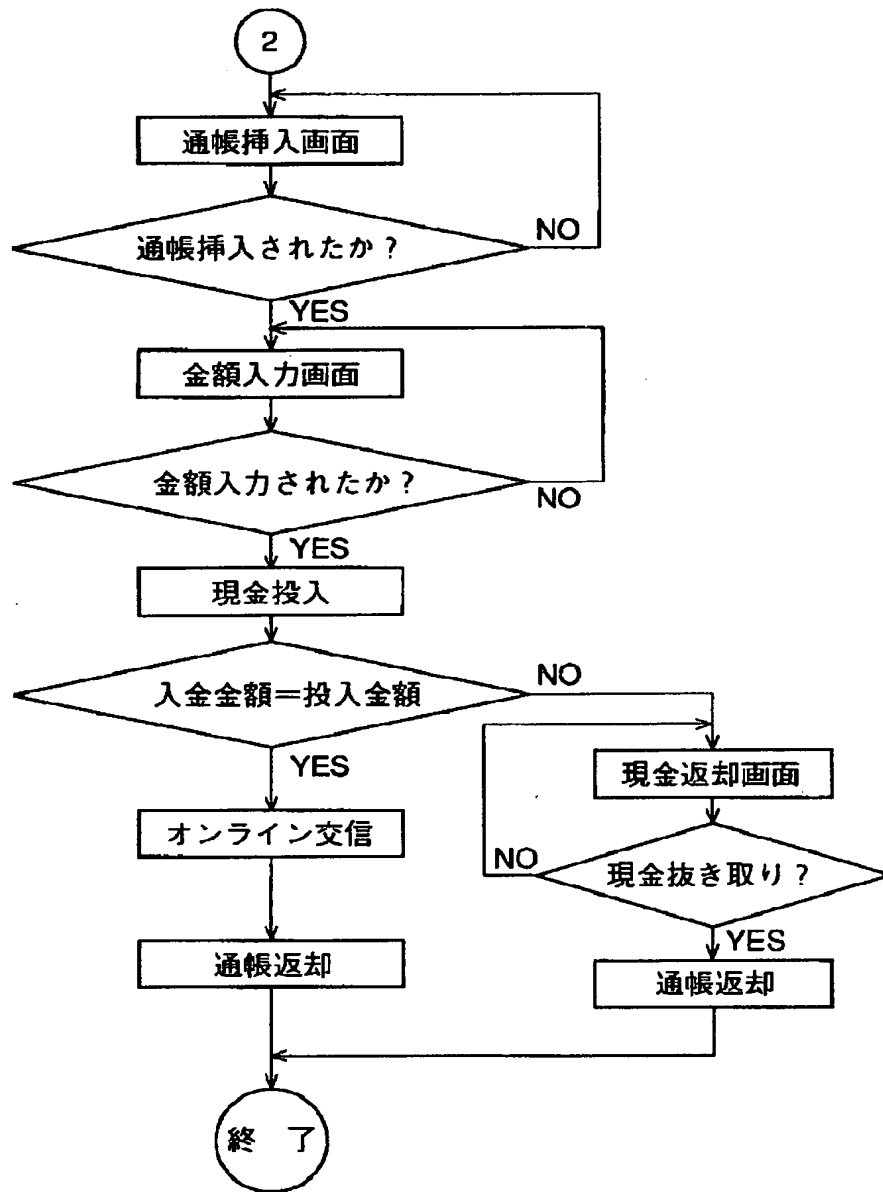 2
通帳挿入画面
通帳挿入されたか?
NO
YES
金額入力画面
金額入力されたか?
NO
YES
現金投入
入金金額=投入金額
NO
YES
現金返却画面
オンライン交信
現金抜き取り?
NO
YES
通帳返却
通帳返却
終 了